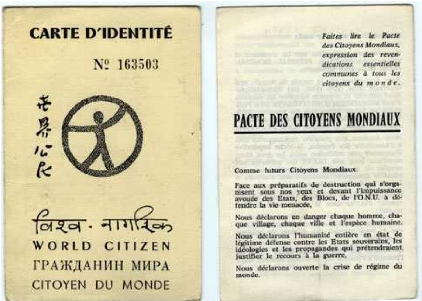 CARTE D'IDENTITÉ
Nº 163503
世界公民
विश्व-नागरिक
WORLD CITIZEN
ГРАЖДАНИН МИРА
CITOYEN DU MONDE
Faites lire le Pacte
des Citoyens Mondiaux,
expression des reven-
dications essentielles
communes à tous les
citoyens du monde.
PACTE DES CITOYENS MONDIAUX
Comme futurs Citoyens Mondiaux
Face aux préparatifs de destruction qui s'orga-
nisent sous nos yeux et devant l'impuissance
avouée des Etats, des Blocs, de l'O.N.U. à dé-
fendre la vie menacée,
Nous déclarons en danger chaque homme, cha-
que village, chaque ville et l'espèce humaine.
Nous déclarons l'humanité entière en état de
légitime défense contre les Etats souverains, les
idéologies et les propagandes qui prétendraient
justifier le recours à la guerre,
Nous déclarons ouverte la crise de régime du
monde.